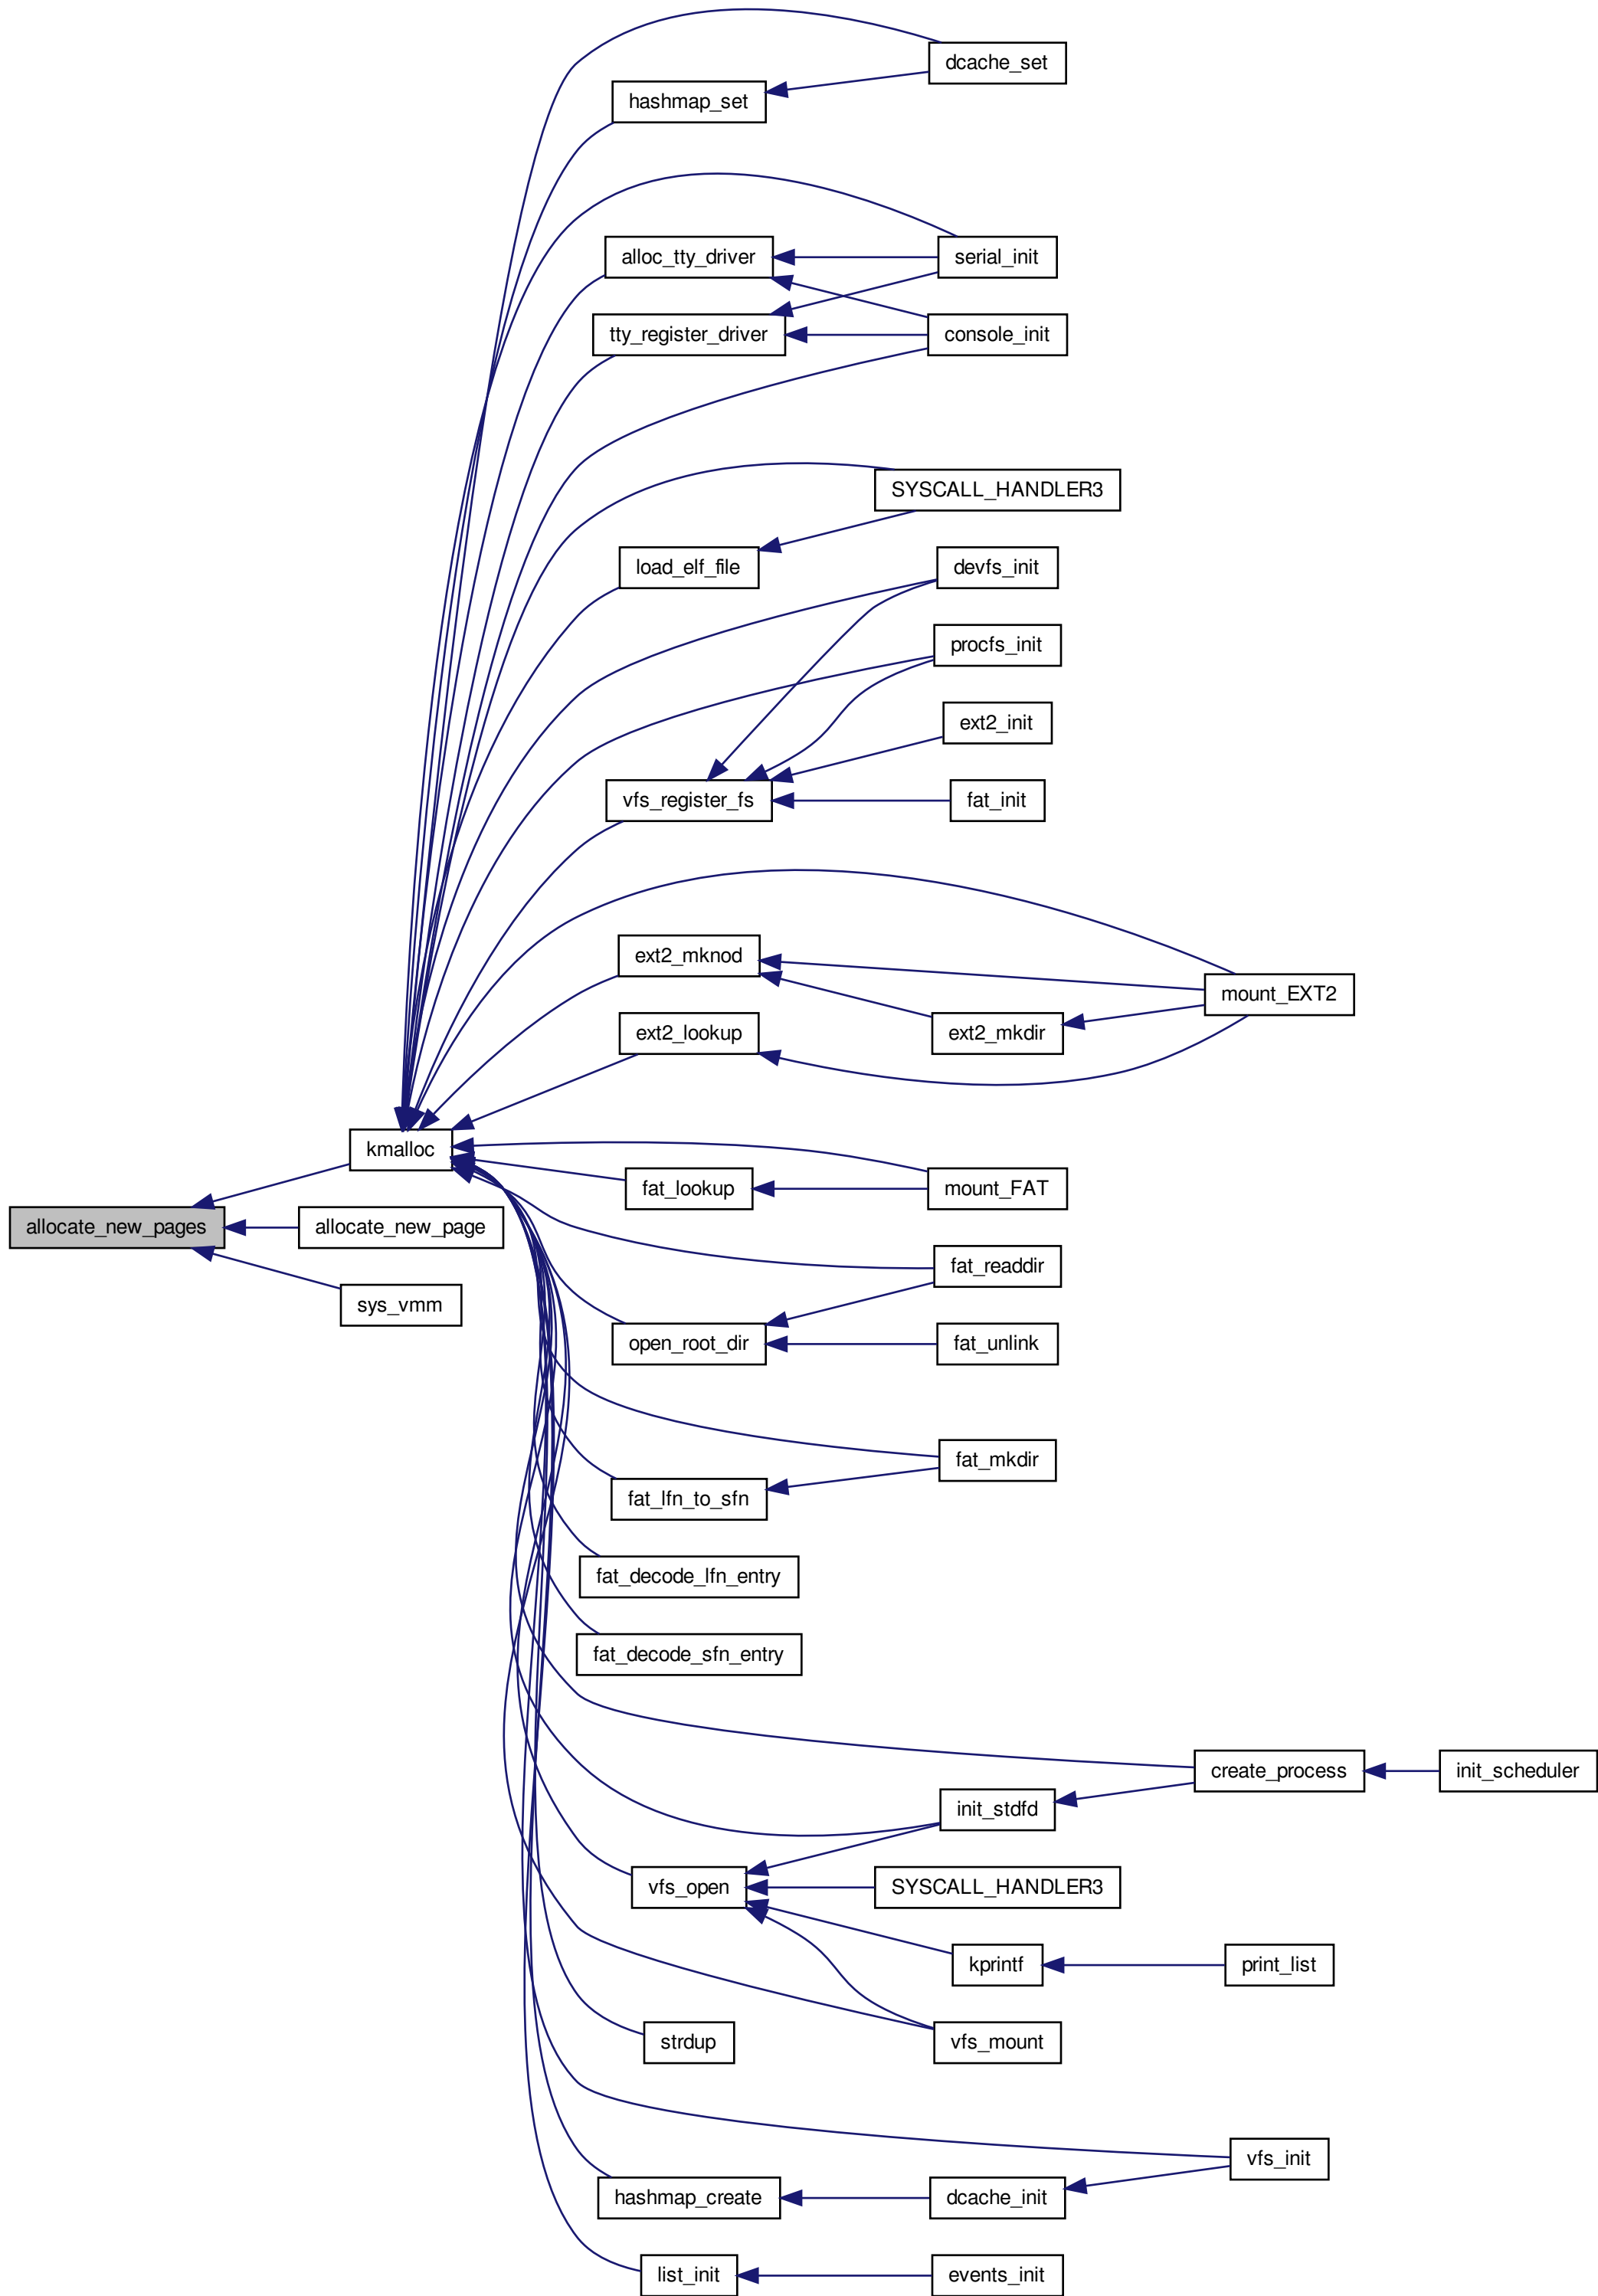 dcache_set
hashmap_set
alloc_tty_driver
serial_init
tty_register_driver
console_init
SYSCALL_HANDLER3
load_elf_file
devfs_init
procfs_init
ext2_init
vfs_register_fs
fat_init
ext2_mknod
mount_EXT2
ext2_lookup
ext2_mkdir
kmalloc
fat_lookup
mount_FAT
allocate_new_pages
allocate_new_page
fat_readdir
sys_vmm
open_root_dir
fat_unlink
fat_mkdir
fat_lfn_to_sfn
fat_decode_lfn_entry
fat_decode_sfn_entry
create_process
init_scheduler
init_stdfd
vfs_open
SYSCALL_HANDLER3
kprintf
print_list
strdup
vfs_mount
vfs_init
hashmap_create
dcache_init
list_init
events_init